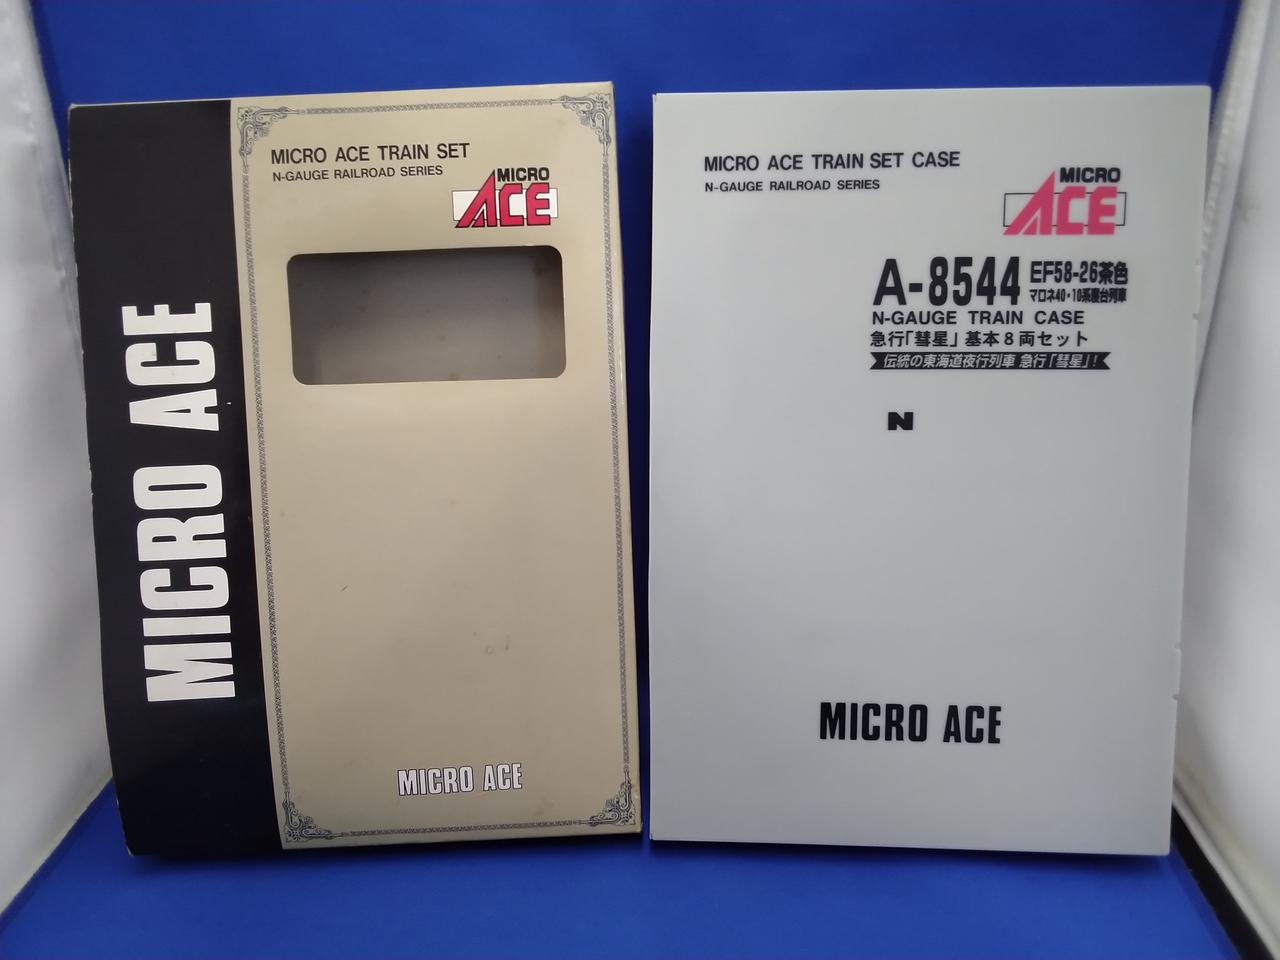 MICRO ACE
MICRO ACE TRAIN SET
N-GAUGE RAILROAD SERIES
MICRO
ACE
MICRO ACE
MICRO ACE TRAIN SET CASE
N-GAUGE RAILROAD SERIES
MICRO
ACE
A-8544 EF58-26茶色
マロネ40・10系寝台列車
N-GAUGE TRAIN CASE
急行「彗星」基本8両セット
伝統の東海道夜行列車 急行「彗星」!
N
MICRO ACE